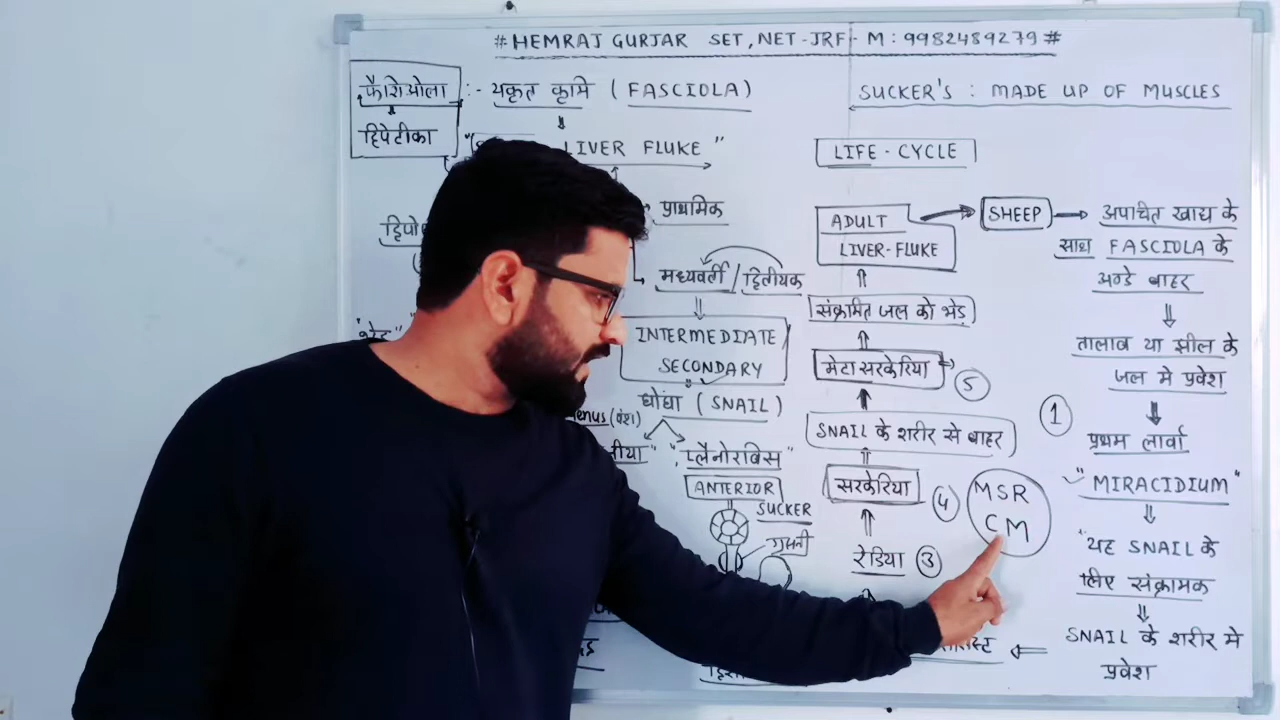 # HEMRAJ GURJAR SET, NET-JRF - M : 9982489279 #
फैशिओला :- यकृत कृमि ( FASCIOLA )
हिपेटीका
LIVER FLUKE "
प्राथमिक
मध्यवर्ती / द्वितीयक
INTERMEDIATE /
SECONDARY
घोंघा ( SNAIL )
(वंश)
" प्लैनोरबिस "
ANTERIOR
SUCKER
गुसनी
SUCKER'S : MADE UP OF MUSCLES
LIFE - CYCLE
ADULT
LIVER-FLUKE
SHEEP
संक्रमित जल को भेड़
मेटा सरकेरिया
5
SNAIL के शरीर से बाहर
सरकेरिया
4
रेडिया 3
MSR
CM
अपाचित खाद्य के
साथ FASCIOLA के
अण्डे बाहर
तालाब या झील के
जल मे प्रवेश
1
प्रथम लार्वा
" MIRACIDIUM "
"यह SNAIL के
लिए संक्रामक
SNAIL के शरीर मे
प्रवेश